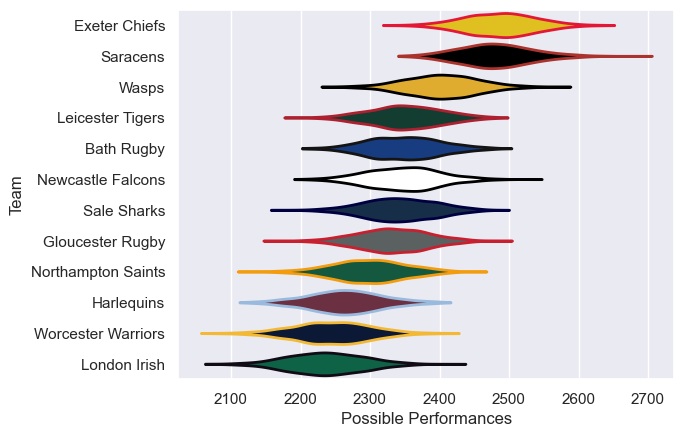 Exeter Chiefs
Saracens
Wasps
Leicester Tigers
Bath Rugby
Newcastle Falcons
Sale Sharks
Gloucester Rugby
Northampton Saints
Harlequins
Worcester Warriors
London Irish
Team
2100 2200 2300 2400 2500 2600 2700
Possible Performances